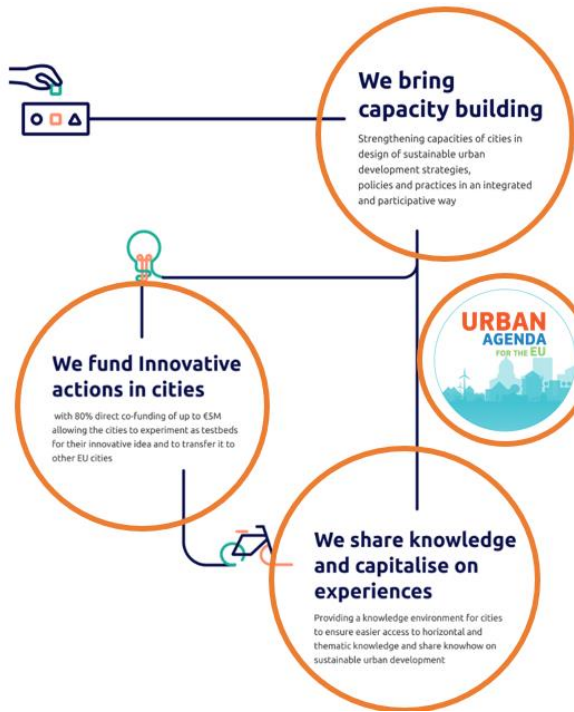 We bring
capacity building
Strengthening capacities of cities in
design of sustainable urban
development strategies,
policies and practices in an integrated
and participative way
URBAN
AGENDA
FOR THE EU
We fund Innovative
actions in cities
with 80% direct co-funding of up to €5M
allowing the cities to experiment as testbeds
for their innovative idea and to transfer it to
other EU cities
We share knowledge
and capitalise on
experiences
Providing a knowledge environment for cities
to ensure easier access to horizontal and
thematic knowledge and share knowhow on
sustainable urban development